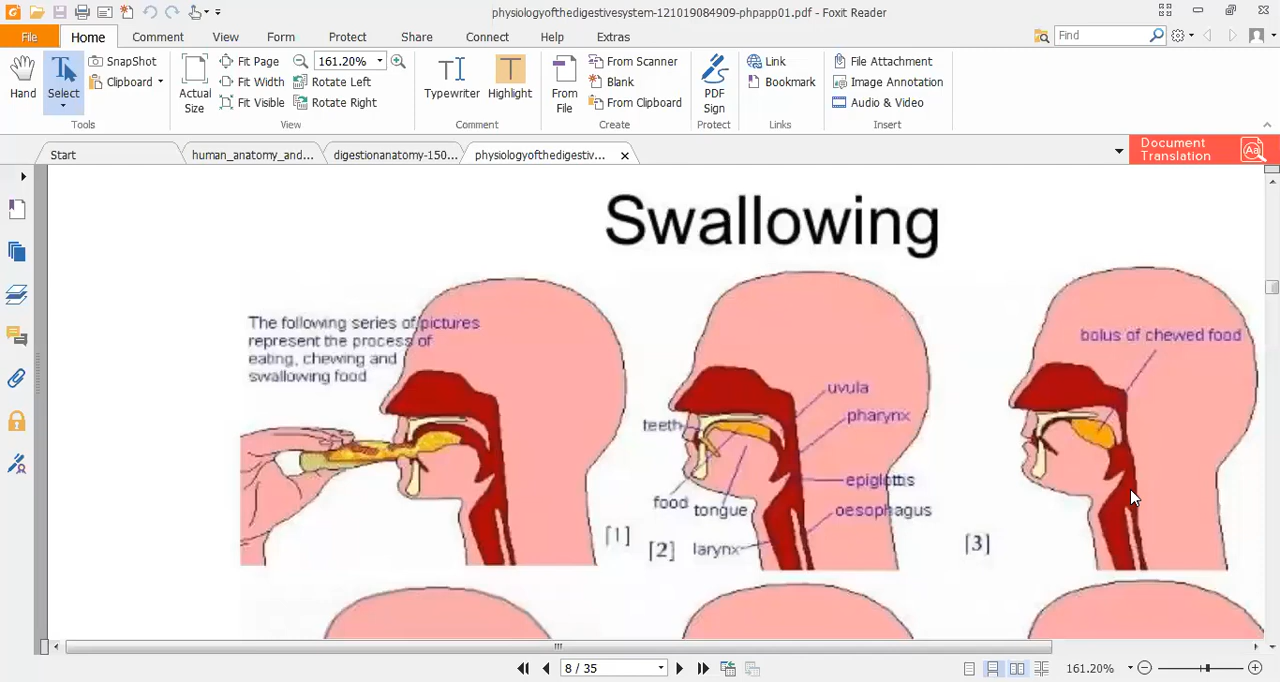 physiologyofthedigestivesystem-121019084909-phpapp01.pdf - Foxit Reader
File Home Comment View Form Protect Share Connect Help Extras Find
Hand
Select
SnapShot
Clipboard
Tools
Actual Size
Fit Page
Fit Width
Fit Visible
161.20%
Rotate Left
Rotate Right
View
Typewriter
Highlight
Comment
From File
From Scanner
Blank
From Clipboard
Create
PDF Sign
Protect
Link
Bookmark
Links
File Attachment
Image Annotation
Audio & Video
Insert
Start human_anatomy_and... digestionanatomy-150... physiologyofthedigestiv...
Document
Translation
Swallowing
The following series of pictures
represent the process of
eating, chewing and
swallowing food
[1]
uvula
pharynx
teeth
epiglottis
food
tongue
oesophagus
larynx
[2]
bolus of chewed food
[3]
8 / 35
161.20%